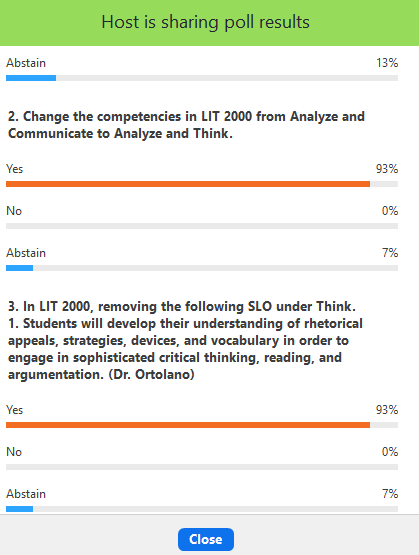 Host is sharing poll results
Abstain 13%
2. Change the competencies in LIT 2000 from Analyze and
Communicate to Analyze and Think.
Yes 93%
No 0%
Abstain 7%
3. In LIT 2000, removing the following SLO under Think.
1. Students will develop their understanding of rhetorical
appeals, strategies, devices, and vocabulary in order to
engage in sophisticated critical thinking, reading, and
argumentation. (Dr. Ortolano)
Yes 93%
No 0%
Abstain 7%
Close